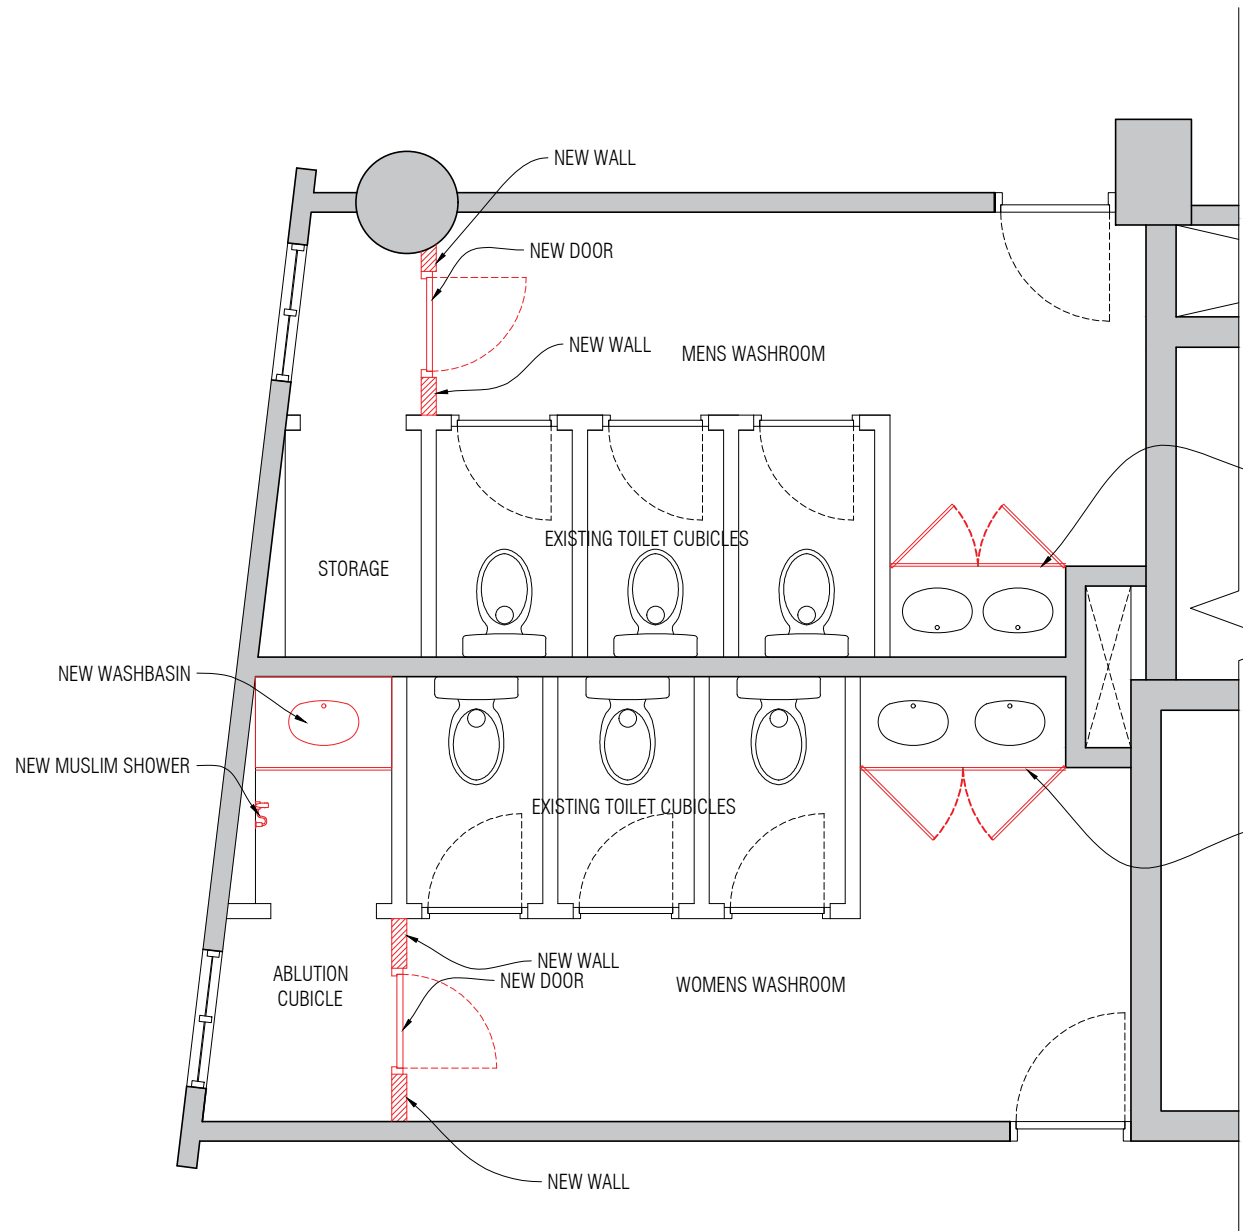 NEW WALL
NEW DOOR
NEW WALL
MENS WASHROOM
EXISTING TOILET CUBICLES
STORAGE
NEW WASHBASIN
NEW MUSLIM SHOWER
EXISTING TOILET CUBICLES
NEW WALL
ABLUTION
CUBICLE
NEW DOOR
WOMENS WASHROOM
NEW WALL